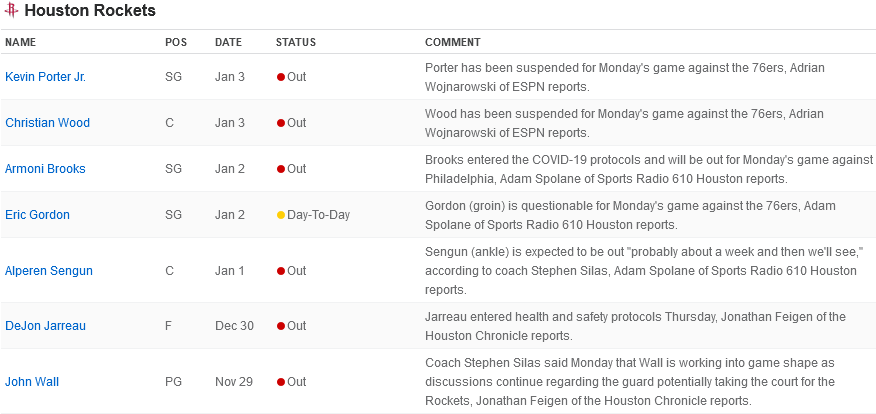 Houston Rockets
NAME POS DATE STATUS COMMENT
Kevin Porter Jr. SG Jan 3 Out Porter has been suspended for Monday's game against the 76ers, Adrian
Wojnarowski of ESPN reports.
Christian Wood C Jan 3 Out Wood has been suspended for Monday's game against the 76ers, Adrian
Wojnarowski of ESPN reports.
Armoni Brooks SG Jan 2 Out Brooks entered the COVID-19 protocols and will be out for Monday's game against
Philadelphia, Adam Spolane of Sports Radio 610 Houston reports.
Eric Gordon SG Jan 2 Day-To-Day Gordon (groin) is questionable for Monday's game against the 76ers, Adam
Spolane of Sports Radio 610 Houston reports.
Alperen Sengun C Jan 1 Out Sengun (ankle) is expected to be out "probably about a week and then we'll see,"
according to coach Stephen Silas, Adam Spolane of Sports Radio 610 Houston
reports.
DeJon Jarreau F Dec 30 Out Jarreau entered health and safety protocols Thursday, Jonathan Feigen of the
Houston Chronicle reports.
John Wall PG Nov 29 Out Coach Stephen Silas said Monday that Wall is working into game shape as
discussions continue regarding the guard potentially taking the court for the
Rockets, Jonathan Feigen of the Houston Chronicle reports.